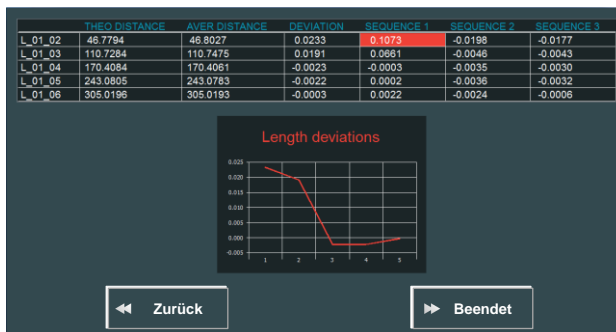 THEO DISTANCE AVER DISTANCE DEVIATION SEQUENCE 1 SEQUENCE 2 SEQUENCE 3
L_01_02 46.7794 46.8027 0.0233 0.1073 -0.0198 -0.0177
L_01_03 110.7284 110.7475 0.0191 0.0661 -0.0046 -0.0043
L_01_04 170.4084 170.4061 -0.0023 -0.0003 -0.0035 -0.0030
L_01_05 243.0805 243.0783 -0.0022 0.0002 -0.0036 -0.0032
L_01_06 305.0196 305.0193 -0.0003 0.0022 -0.0024 -0.0006
Length deviations
0.025
0.020
0.015
0.010
0.005
0.000
-0.005
1 2 3 4 5
Zurück Beendet